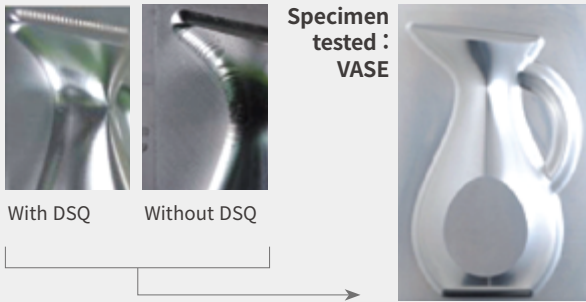 Specimen
tested :
VASE
With DSQ
Without DSQ